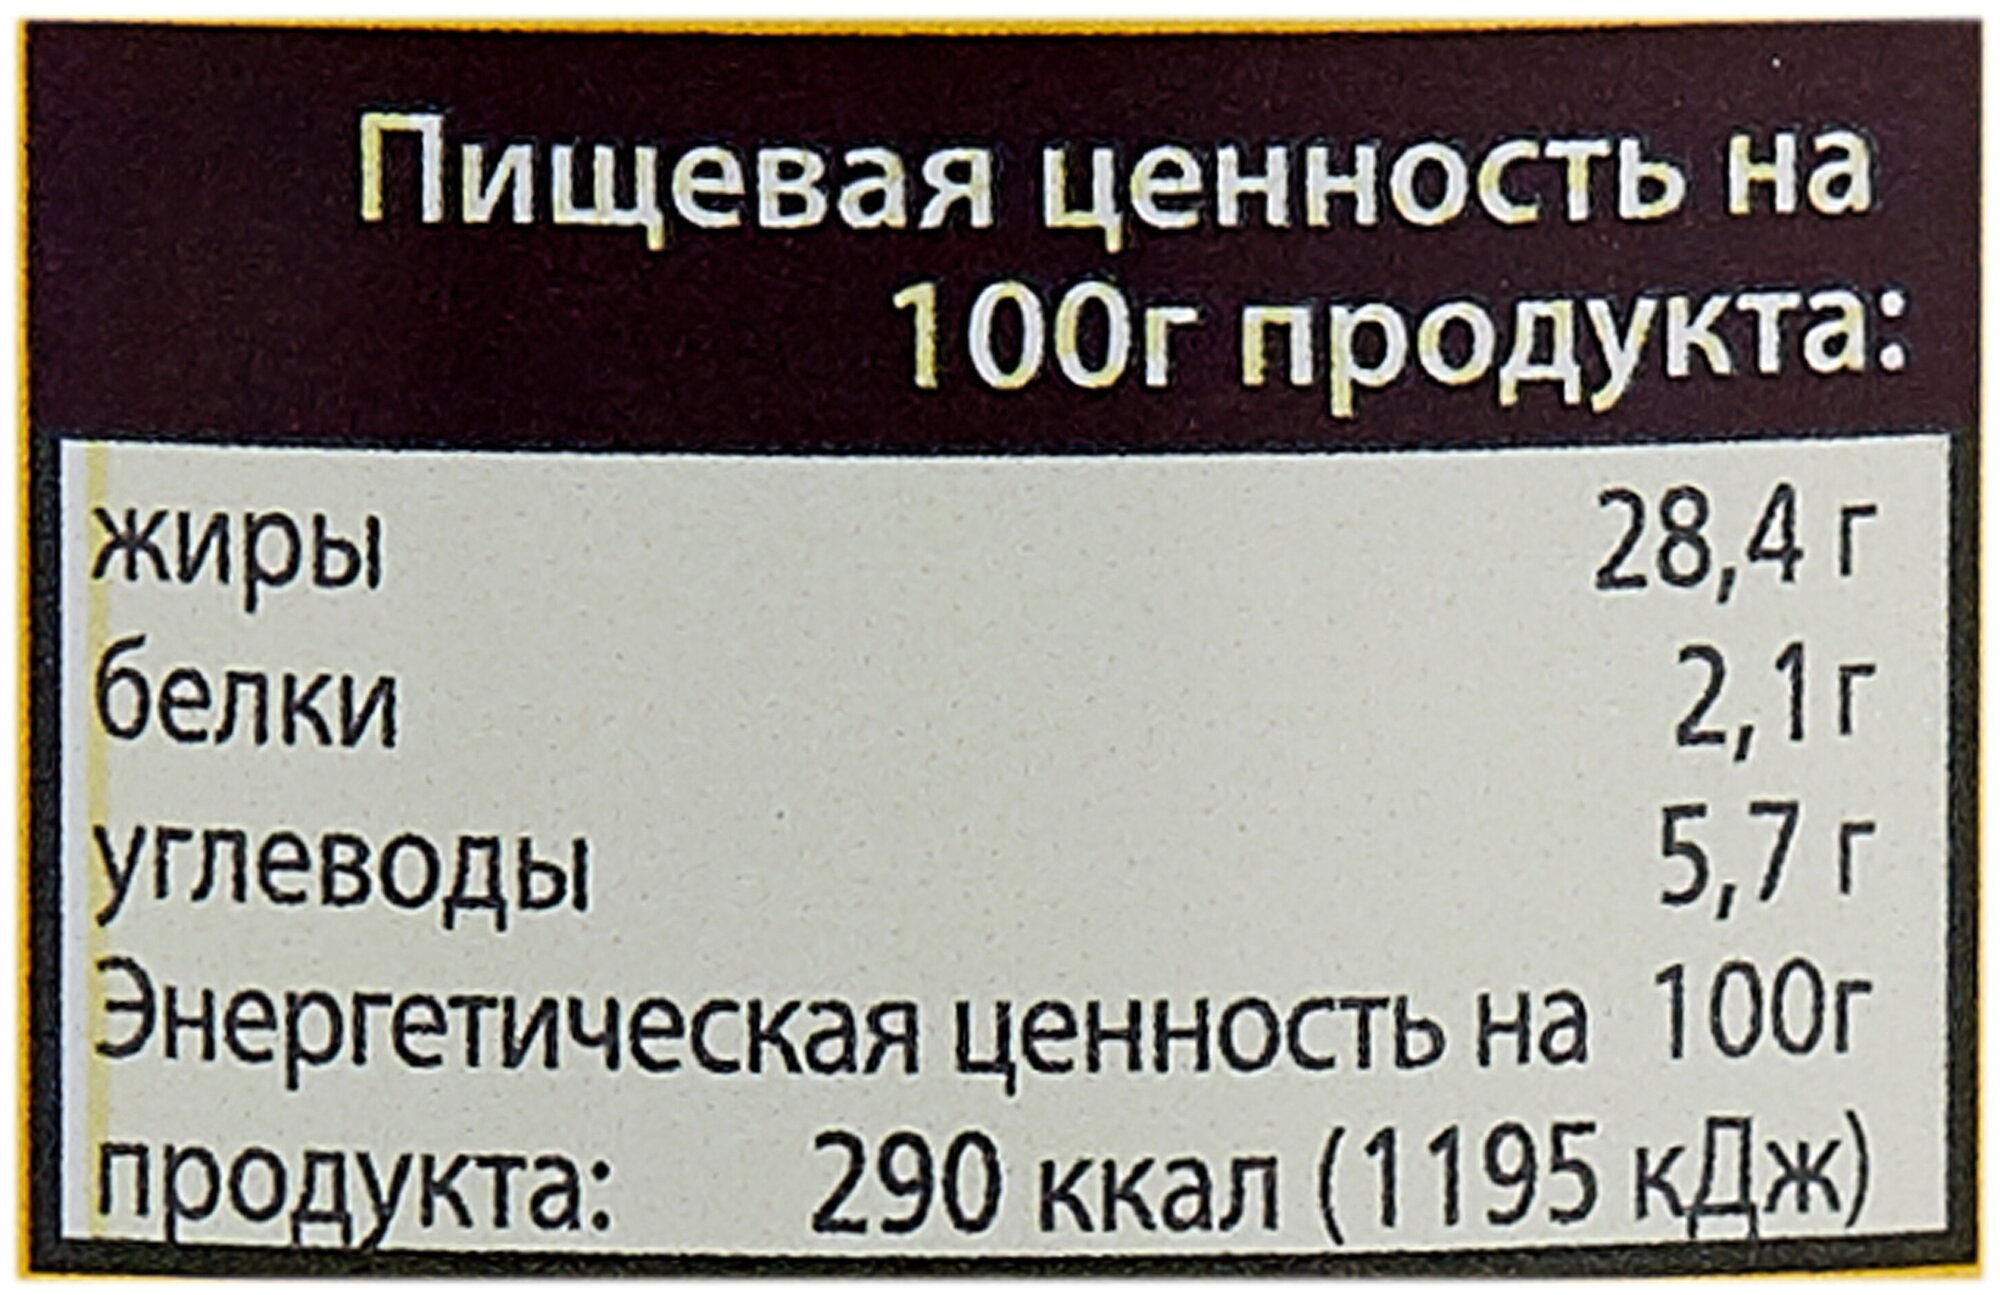 Пищевая ценность на
100г продукта:
жиры 28,4 г
белки 2,1 г
углеводы 5,7 г
Энергетическая ценность на 100г
продукта: 290 ккал (1195 кДж)